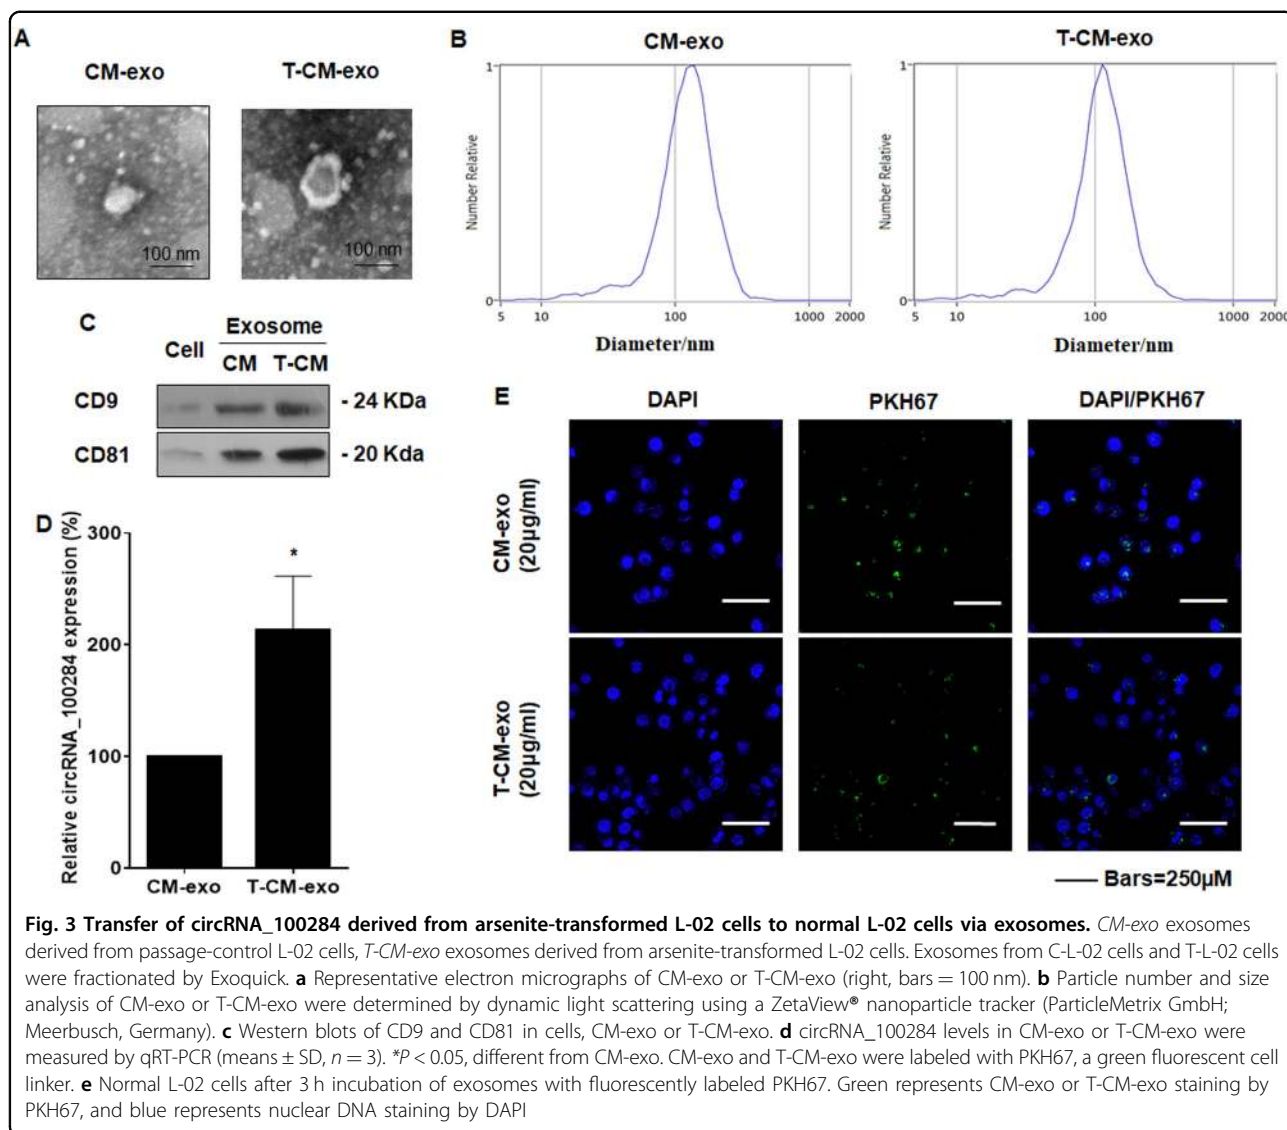 A
CM-exo
T-CM-exo
100 nm
100 nm
B
CM-exo
T-CM-exo
Number Relative
1
0
5 10 100 1000 2000
Diameter/nm
Number Relative
1
0
5 10 100 1000 2000
Diameter/nm
C
Exosome
Cell
CM T-CM
CD9
- 24 KDa
CD81
- 20 Kda
D
Relative circRNA_100284 expression (%)
300
200
100
0
*
CM-exo T-CM-exo
E
DAPI PKH67 DAPI/PKH67
CM-exo
(20μg/ml)
T-CM-exo
(20μg/ml)
Bars=250μM
Fig. 3 Transfer of circRNA_100284 derived from arsenite-transformed L-02 cells to normal L-02 cells via exosomes. CM-exo exosomes
derived from passage-control L-02 cells, T-CM-exo exosomes derived from arsenite-transformed L-02 cells. Exosomes from C-L-02 cells and T-L-02 cells
were fractionated by Exoquick. a Representative electron micrographs of CM-exo or T-CM-exo (right, bars = 100 nm). b Particle number and size
analysis of CM-exo or T-CM-exo were determined by dynamic light scattering using a ZetaView® nanoparticle tracker (ParticleMetrix GmbH;
Meerbusch, Germany). c Western blots of CD9 and CD81 in cells, CM-exo or T-CM-exo. d circRNA_100284 levels in CM-exo or T-CM-exo were
measured by qRT-PCR (means ± SD, n = 3). *P < 0.05, different from CM-exo. CM-exo and T-CM-exo were labeled with PKH67, a green fluorescent cell
linker. e Normal L-02 cells after 3 h incubation of exosomes with fluorescently labeled PKH67. Green represents CM-exo or T-CM-exo staining by
PKH67, and blue represents nuclear DNA staining by DAPI